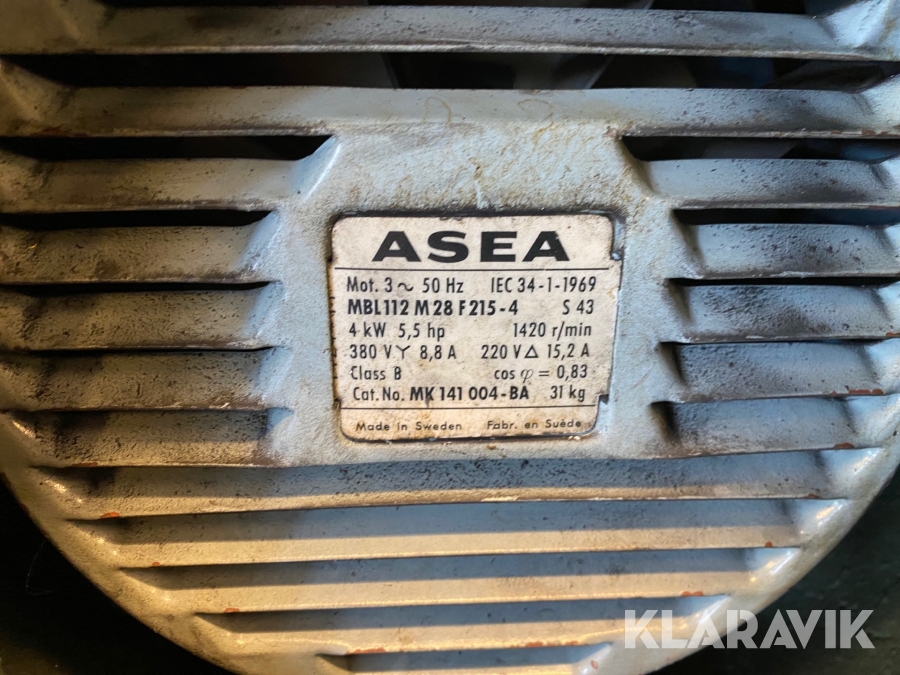 ASEA
Mot. 3 ~ 50 Hz IEC 34-1-1969
MBL112 M28 F215-4 S 43
4 kW 5,5 hp 1420 r/min
380 V Y 8,8 A 220 V Δ 15,2 A
Class B cos φ = 0,83
Cat. No. MK 141 004-BA 31 kg
Made in Sweden Fabr. en Suède
KLARAVIK